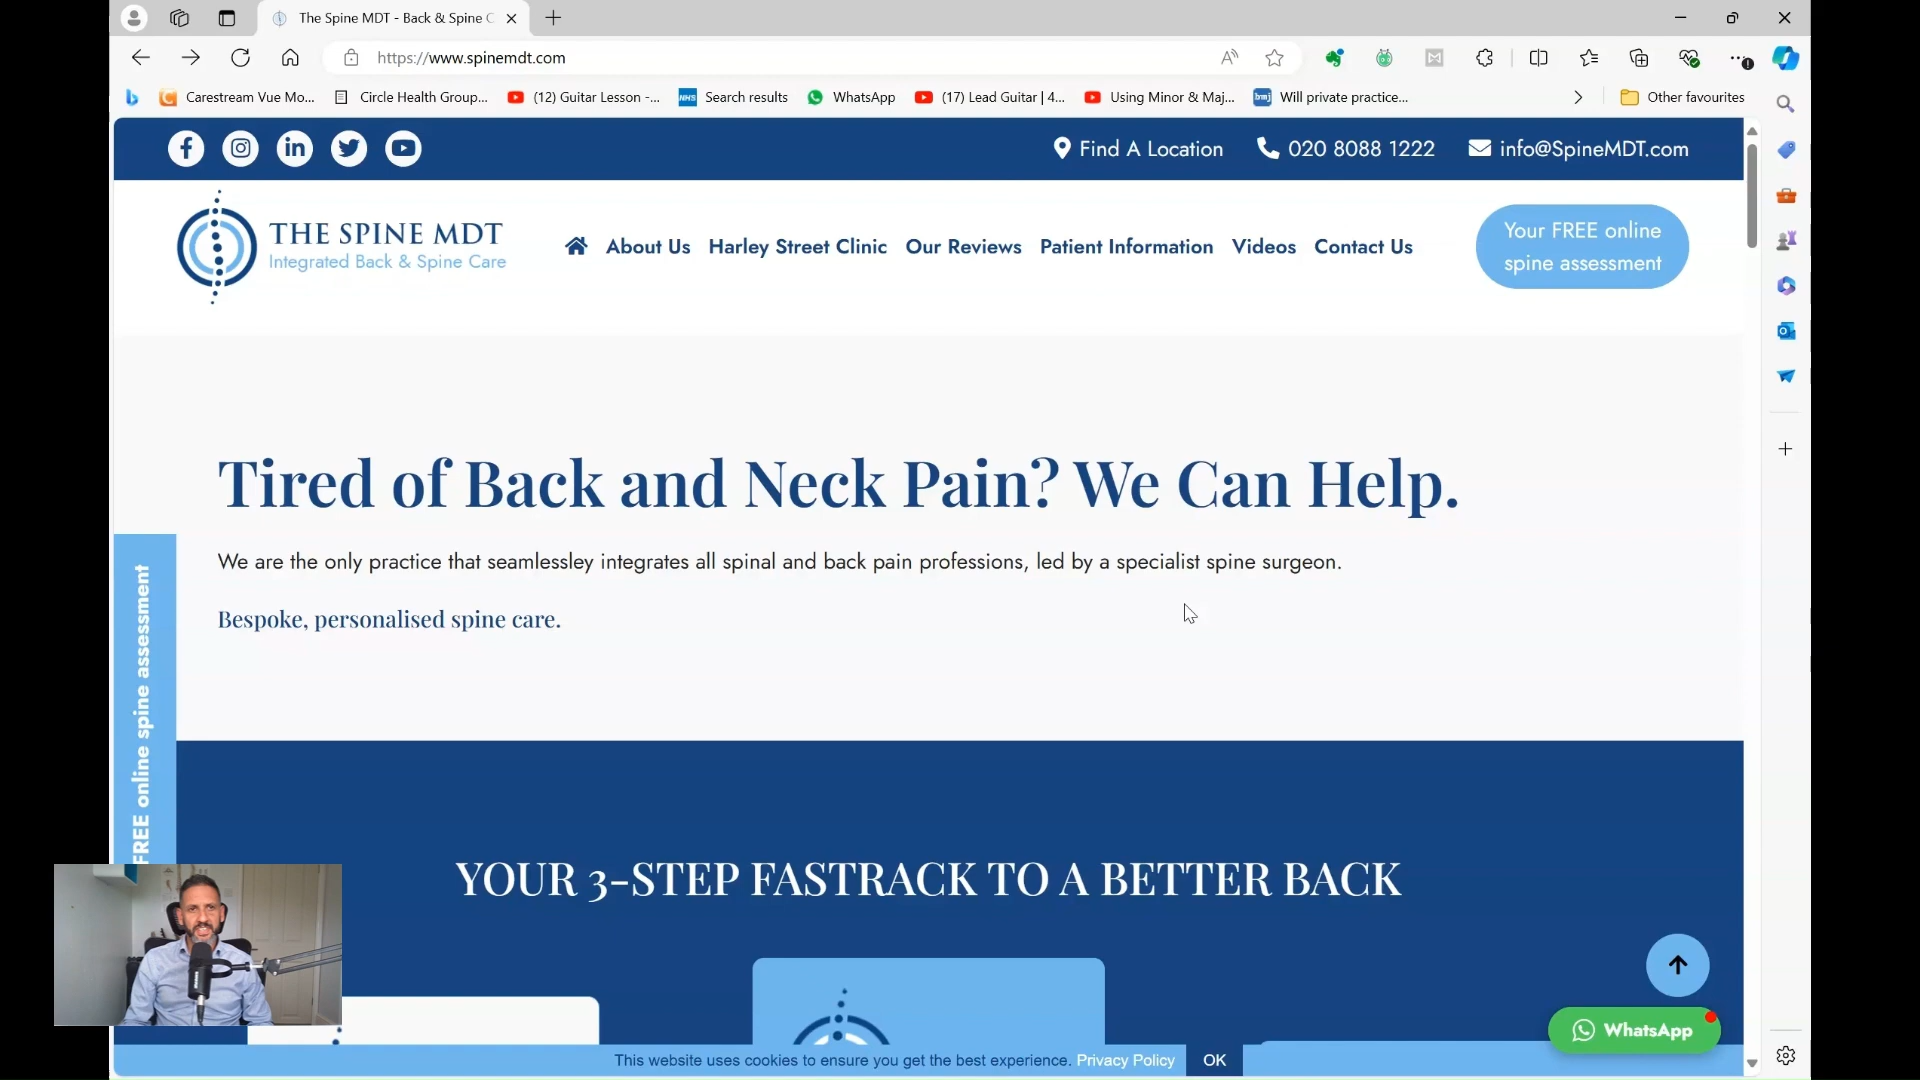 The Spine MDT - Back & Spine C
https://www.spinemdt.com
Carestream Vue Mo...
Circle Health Group...
(12) Guitar Lesson -...
NHS
Search results
WhatsApp
(17) Lead Guitar | 4...
Using Minor & Maj...
bmj
Will private practice...
Other favourites
Find A Location
020 8088 1222
info@SpineMDT.com
THE SPINE MDT
Integrated Back & Spine Care
About Us
Harley Street Clinic
Our Reviews
Patient Information
Videos
Contact Us
Your FREE online
spine assessment
Tired of Back and Neck Pain? We Can Help.
We are the only practice that seamlessley integrates all spinal and back pain professions, led by a specialist spine surgeon.
Bespoke, personalised spine care.
FREE online spine assessment
YOUR 3-STEP FASTRACK TO A BETTER BACK
WhatsApp
This website uses cookies to ensure you get the best experience. Privacy Policy
OK